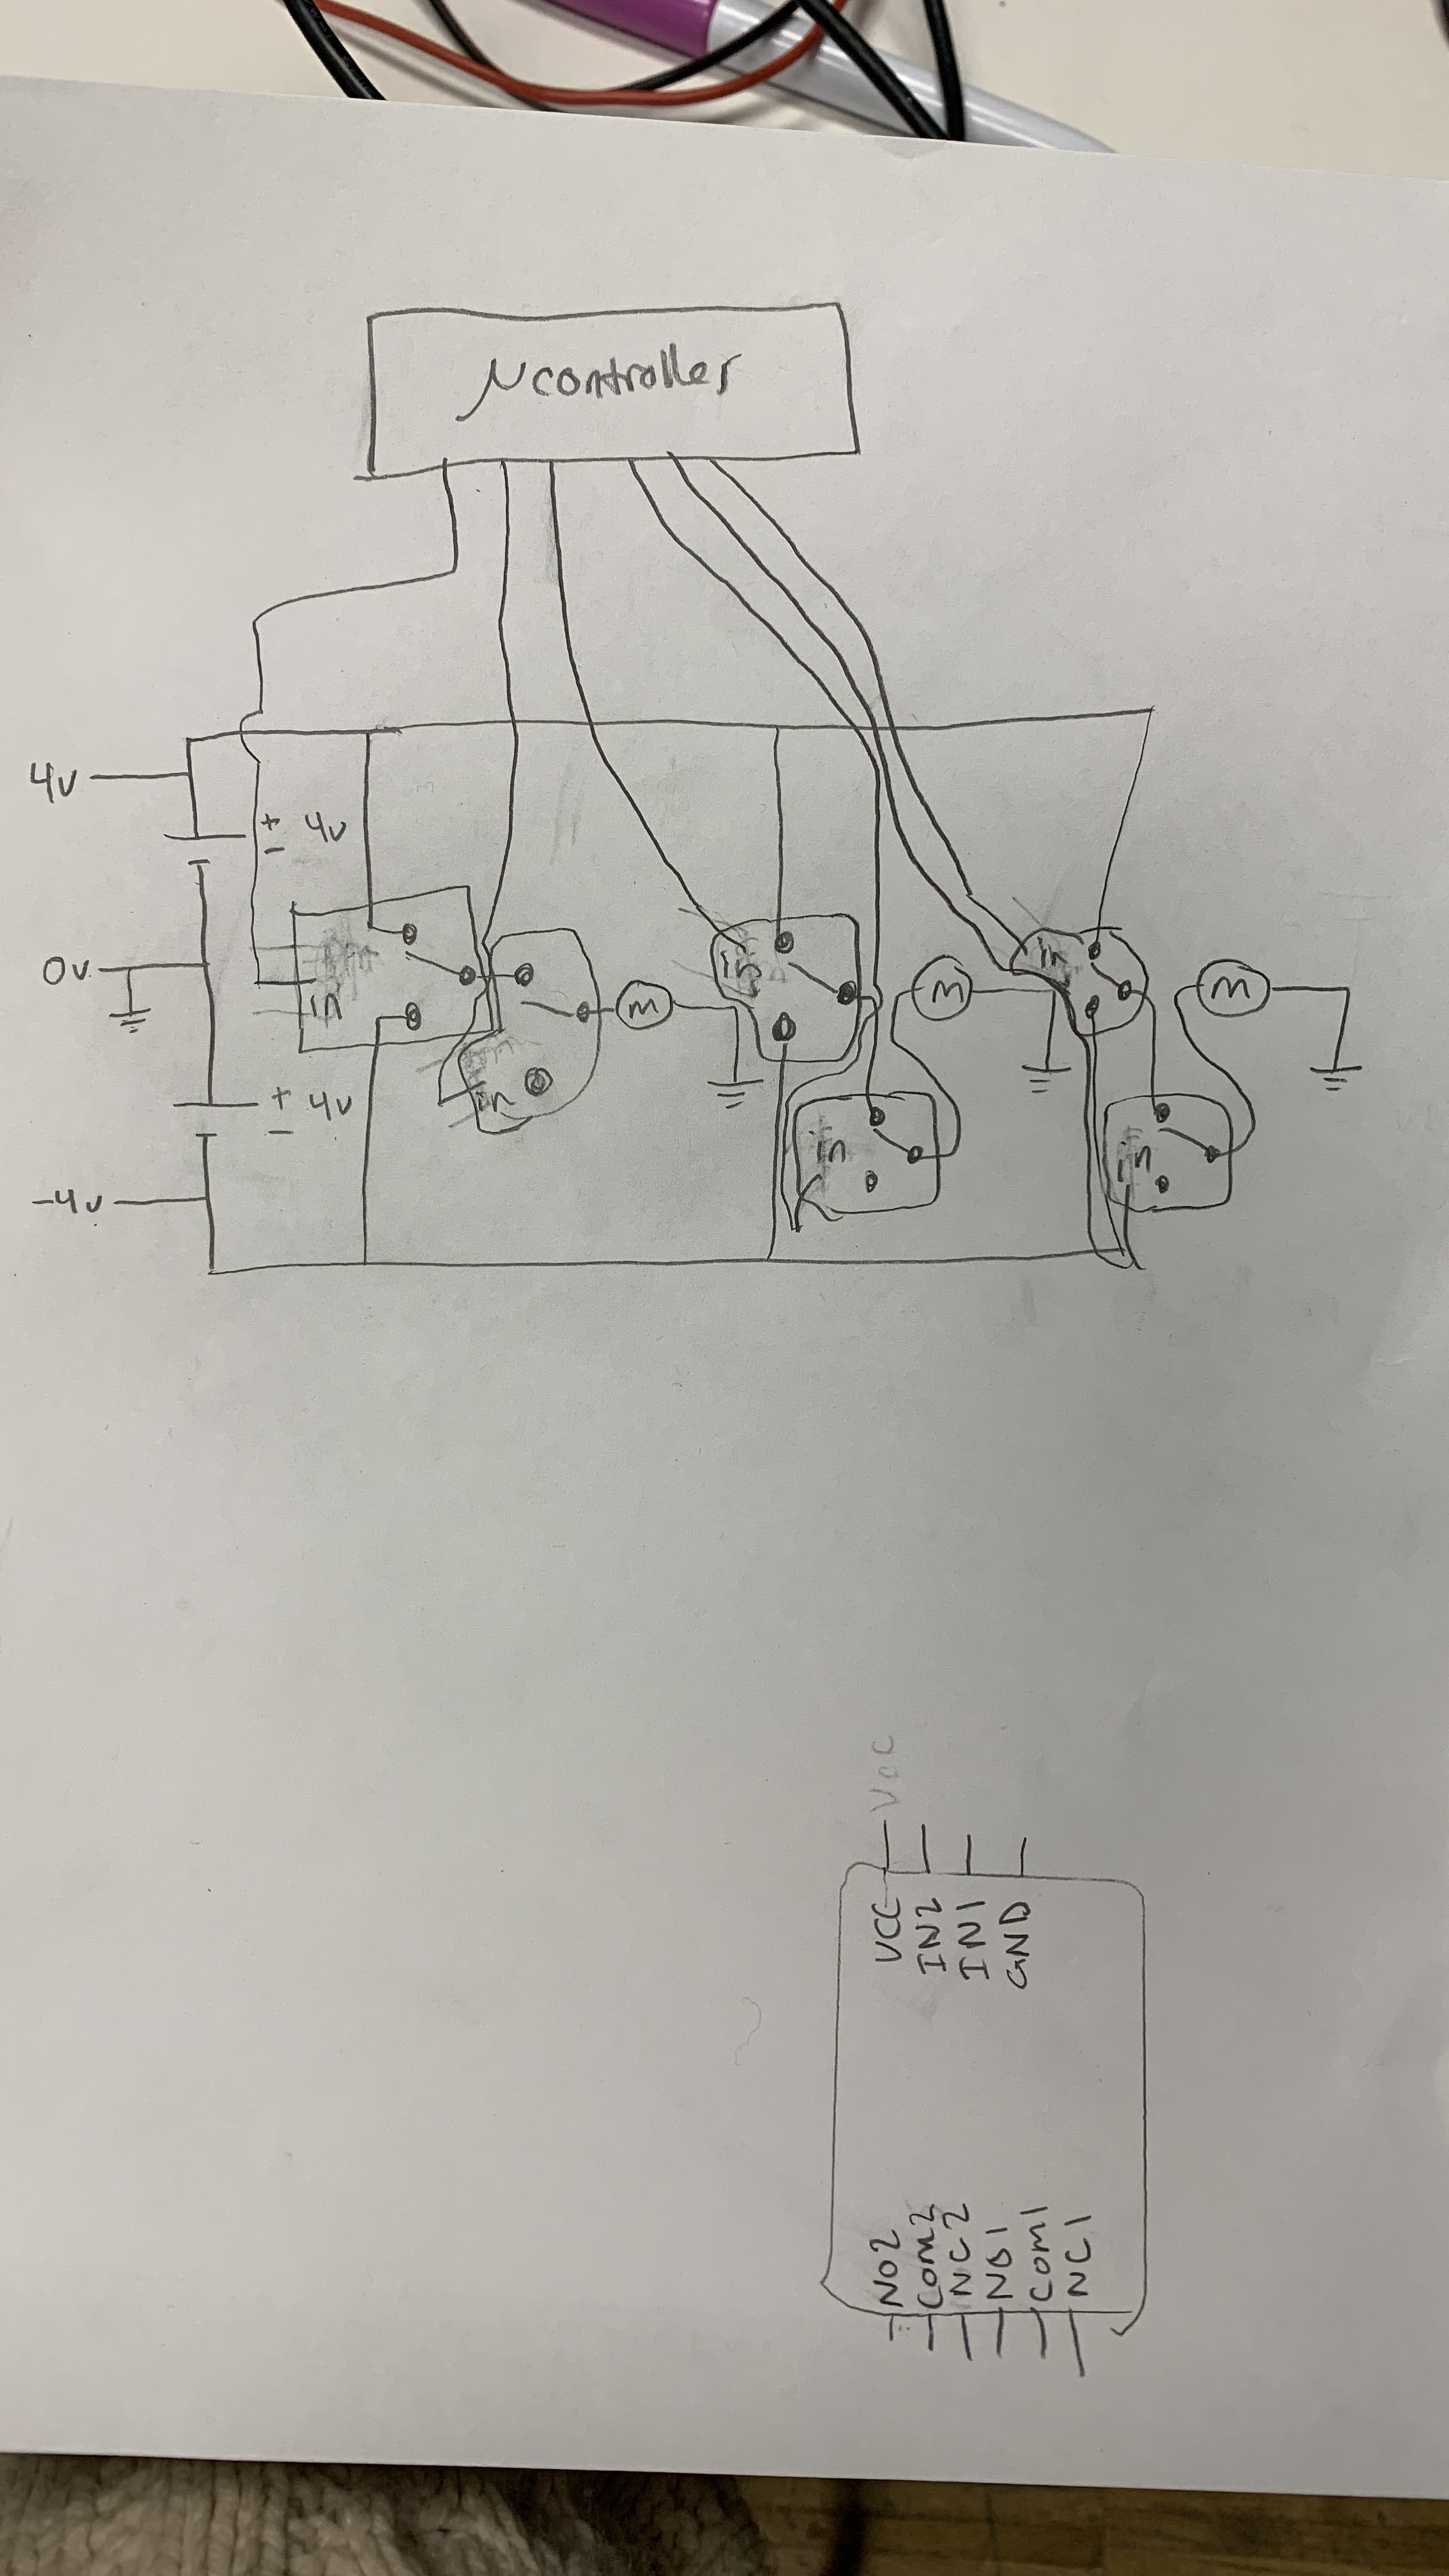 μcontroller
4v
+ 4v
-
0v
in
in
m
in
m
in
m
+ 4v
-
-4v
in
in
Vcc
VCC
IN2
IN1
GND
NO2
COM2
NC2
NO1
COM1
NC1